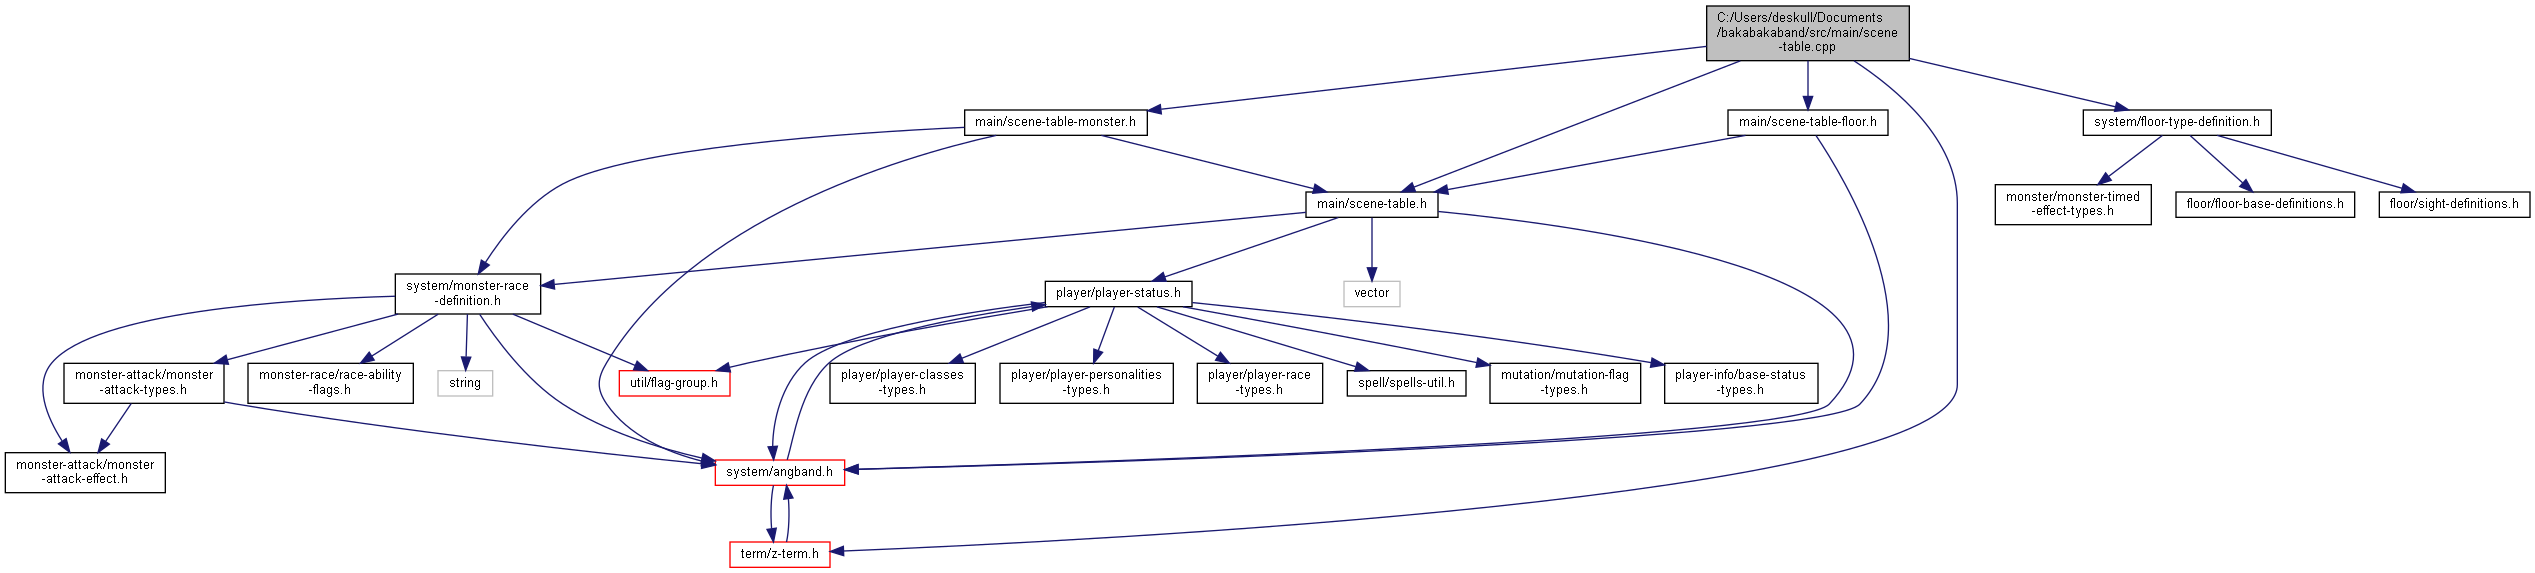 C:/Users/deskull/Documents
/bakabakaband/src/main/scene
-table.cpp
main/scene-table-monster.h
main/scene-table-floor.h
system/floor-type-definition.h
main/scene-table.h
monster/monster-timed
-effect-types.h
floor/floor-base-definitions.h
floor/sight-definitions.h
system/monster-race
-definition.h
player/player-status.h
vector
monster-attack/monster
-attack-types.h
monster-race/race-ability
-flags.h
string
util/flag-group.h
player/player-classes
-types.h
player/player-personalities
-types.h
player/player-race
-types.h
spell/spells-util.h
mutation/mutation-flag
-types.h
player-info/base-status
-types.h
monster-attack/monster
-attack-effect.h
system/angband.h
term/z-term.h